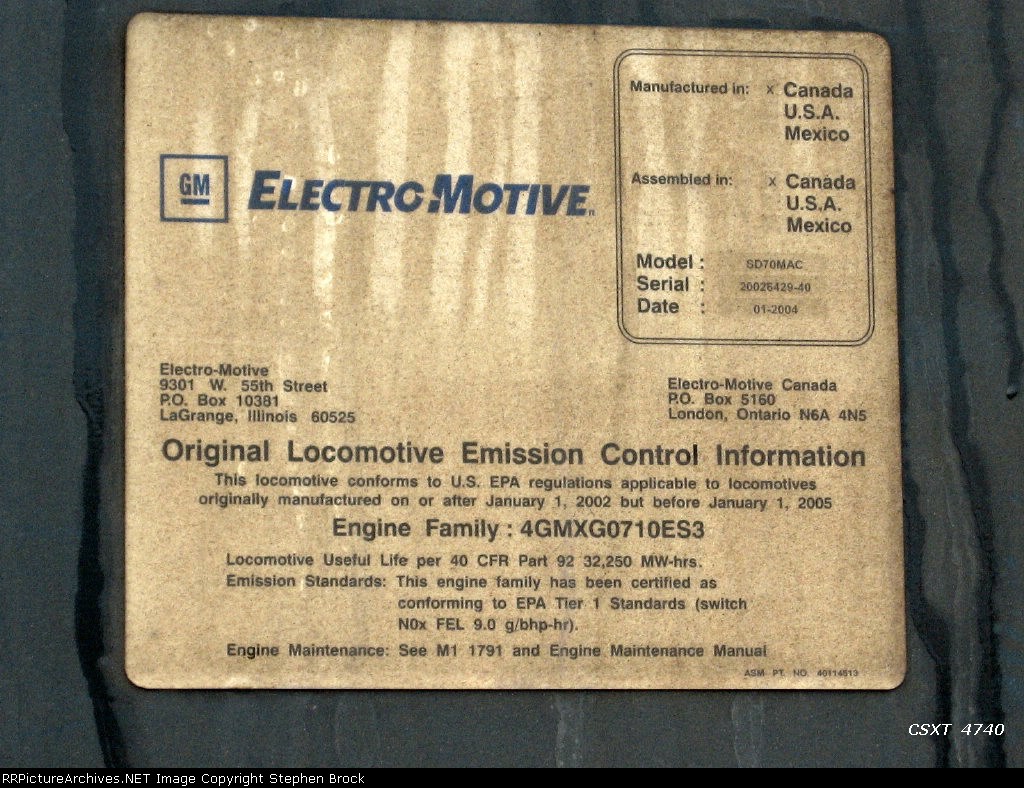 Manufactured in: x Canada
U.S.A.
Mexico
GM ELECTRO-MOTIVE
Assembled in: x Canada
U.S.A.
Mexico
Model : SD70MAC
Serial : 20026429-40
Date : 01-2004
Electro-Motive
9301 W. 55th Street
P.O. Box 10381
LaGrange, Illinois 60525
Electro-Motive Canada
P.O. Box 5160
London, Ontario N6A 4N5
Original Locomotive Emission Control Information
This locomotive conforms to U.S. EPA regulations applicable to locomotives
originally manufactured on or after January 1, 2002 but before January 1, 2005
Engine Family : 4GMXG0710ES3
Locomotive Useful Life per 40 CFR Part 92 32,250 MW-hrs.
Emission Standards: This engine family has been certified as
conforming to EPA Tier 1 Standards (switch
N0x FEL 9.0 g/bhp-hr).
Engine Maintenance: See M1 1791 and Engine Maintenance Manual
ASM PT. NO. 40114513
CSXT 4740
RRPictureArchives.NET Image Copyright Stephen Brock